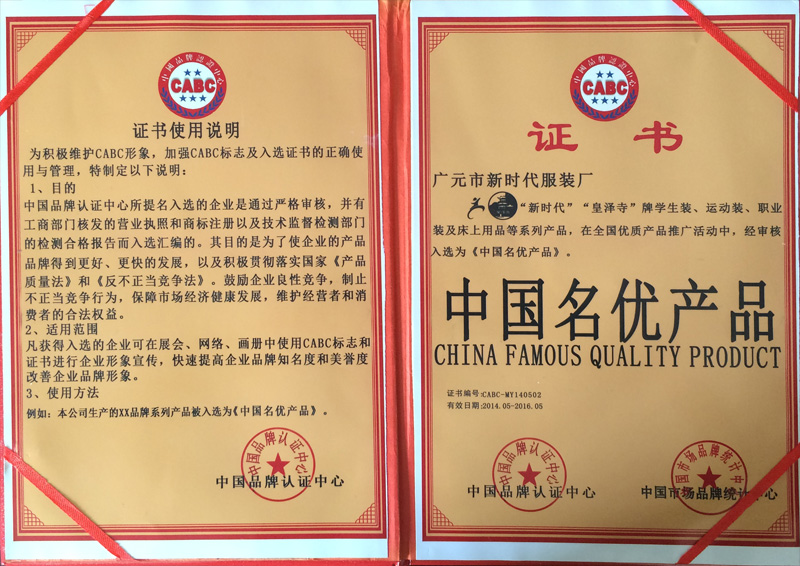 中国品牌认证中心
CABC
证书使用说明
为积极维护CABC形象，加强CABC标志及入选证书的正确使
用与管理，特制定以下说明：
1、目的
中国品牌认证中心所提名入选的企业是通过严格审核，并有
工商部门核发的营业执照和商标注册以及技术监督检测部门
的检测合格报告而入选汇编的。其目的是为了使企业的产品
品牌得到更好、更快的发展，以及积极贯彻落实国家《产品
质量法》和《反不正当竞争法》。鼓励企业良性竞争，制止
不正当竞争行为，保障市场经济健康发展，维护经营者和消
费者的合法权益。
2、适用范围
凡获得入选的企业可在展会、网络、画册中使用CABC标志和
证书进行企业形象宣传，快速提高企业品牌知名度和美誉度
改善企业品牌形象。
3、使用方法
例如：本公司生产的XX品牌系列产品被入选为《中国名优产品》。
中国品牌认证中心
中国品牌认证中心
中国品牌認證中心
CABC
证书
广元市新时代服装厂
“新时代”“皇泽寺”牌学生装、运动装、职业
装及床上用品等系列产品，在全国优质产品推广活动中，经审核
入选为《中国名优产品》。
中国名优产品
CHINA FAMOUS QUALITY PRODUCT
证书编号:CABC-MY140502
有效日期:2014.05-2016.05
中国品牌认证中心
中国品牌认证中心
中国市场品牌统计中心
中国市场品牌统计中心